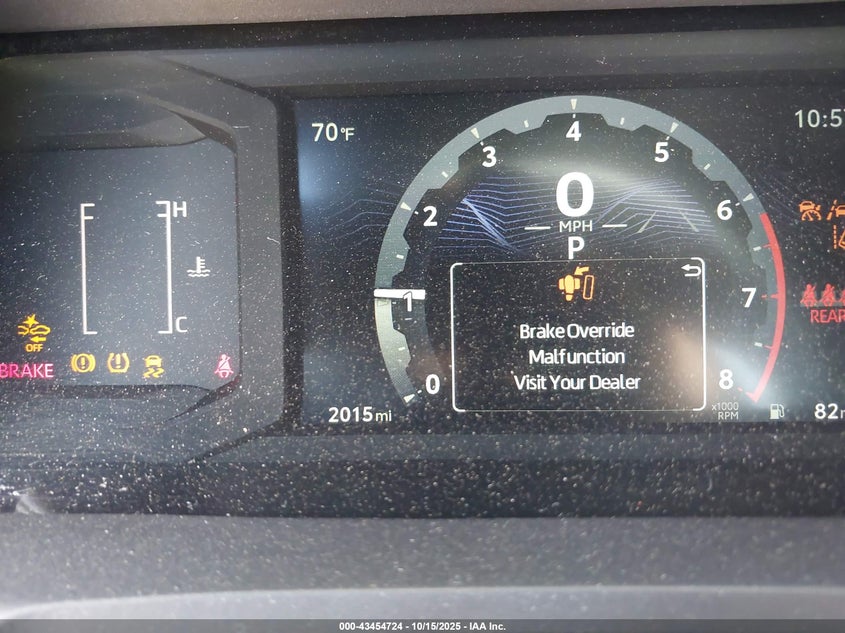 70°F
10:57
F
H
C
OFF
BRAKE
0
1
2
3
4
5
6
7
8
0
MPH
P
Brake Override
Malfunction
Visit Your Dealer
x1000
RPM
REAR
2015 mi
82
000-43454724 - 10/15/2025 - IAA Inc.